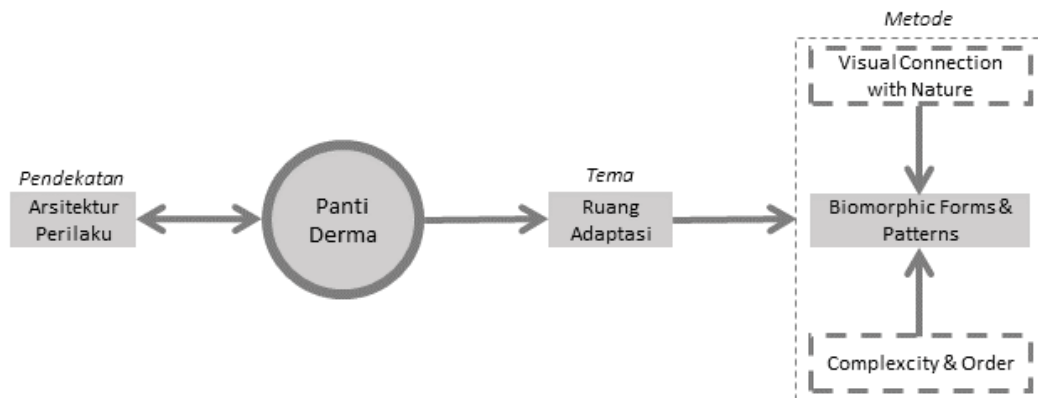 Pendekatan
Arsitektur
Perilaku
Panti
Derma
Tema
Ruang
Adaptasi
Metode
Visual Connection
with Nature
Biomorphic Forms &
Patterns
Complexcity & Order